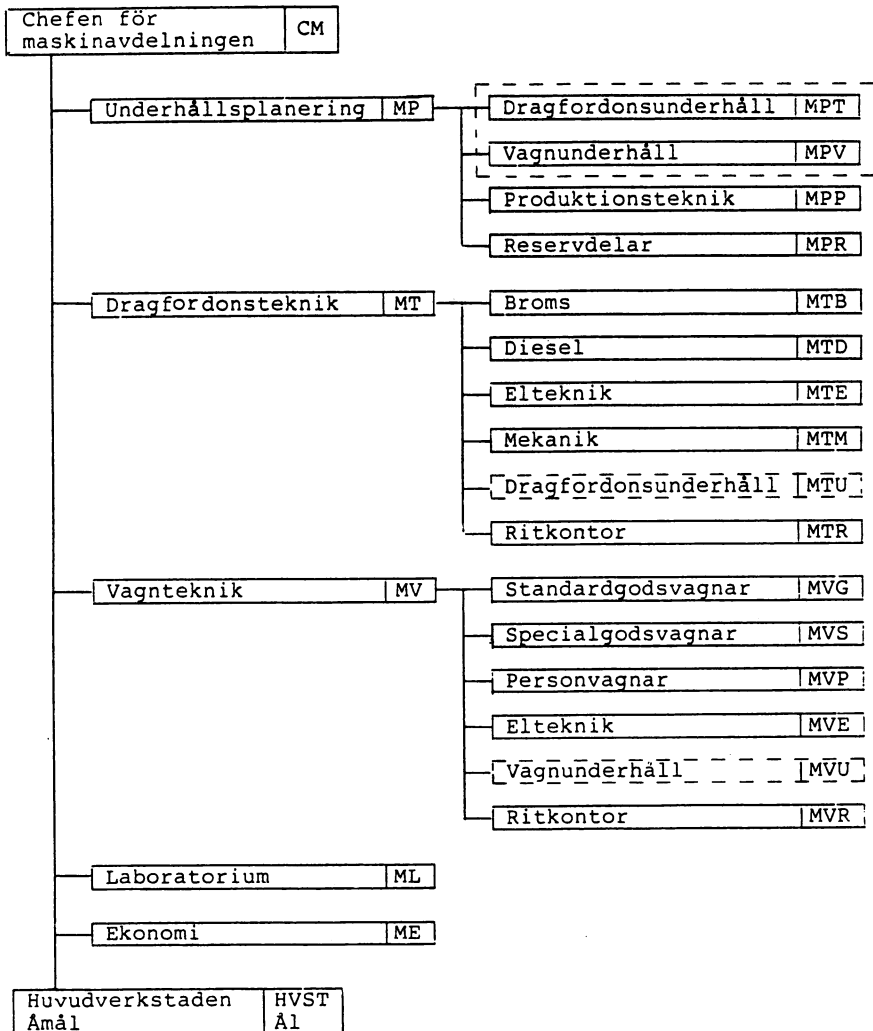 Chefen för maskinavdelningen CM
Underhållsplanering MP
Dragfordonsunderhåll MPT
Vagnunderhåll MPV
Produktionsteknik MPP
Reservdelar MPR
Dragfordonsteknik MT
Broms MTB
Diesel MTD
Elteknik MTE
Mekanik MTM
Dragfordonsunderhåll MTU
Ritkontor MTR
Vagnteknik MV
Standardgodsvagnar MVG
Specialgodsvagnar MVS
Personvagnar MVP
Elteknik MVE
Vagnunderhåll MVU
Ritkontor MVR
Laboratorium ML
Ekonomi ME
Huvudverkstaden HVST
Åmål Ål